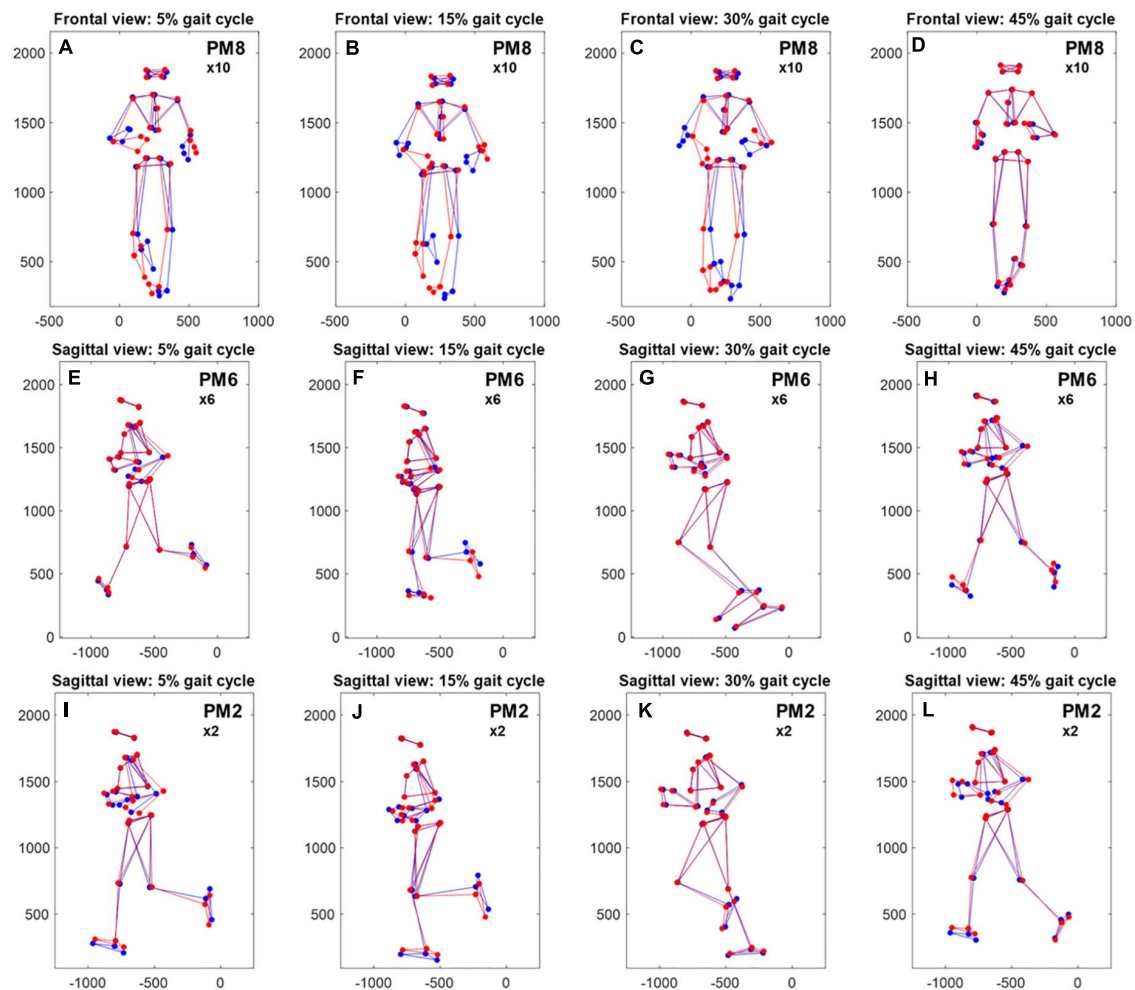 Frontal view: 5% gait cycle
Frontal view: 15% gait cycle
Frontal view: 30% gait cycle
Frontal view: 45% gait cycle
A
PM8
x10
B
PM8
x10
C
PM8
x10
D
PM8
x10
2000
1500
1000
500
2000
1500
1000
500
2000
1500
1000
500
2000
1500
1000
500
-500
0
500
1000
-500
0
500
1000
-500
0
500
1000
-500
0
500
1000
Sagittal view: 5% gait cycle
Sagittal view: 15% gait cycle
Sagittal view: 30% gait cycle
Sagittal view: 45% gait cycle
E
PM6
x6
F
PM6
x6
G
PM6
x6
H
PM6
x6
2000
1500
1000
500
0
2000
1500
1000
500
0
2000
1500
1000
500
0
2000
1500
1000
500
0
-1000
-500
0
-1000
-500
0
-1000
-500
0
-1000
-500
0
Sagittal view: 5% gait cycle
Sagittal view: 15% gait cycle
Sagittal view: 30% gait cycle
Sagittal view: 45% gait cycle
I
PM2
x2
J
PM2
x2
K
PM2
x2
L
PM2
x2
2000
1500
1000
500
2000
1500
1000
500
2000
1500
1000
500
2000
1500
1000
500
-1000
-500
0
-1000
-500
0
-1000
-500
0
-1000
-500
0